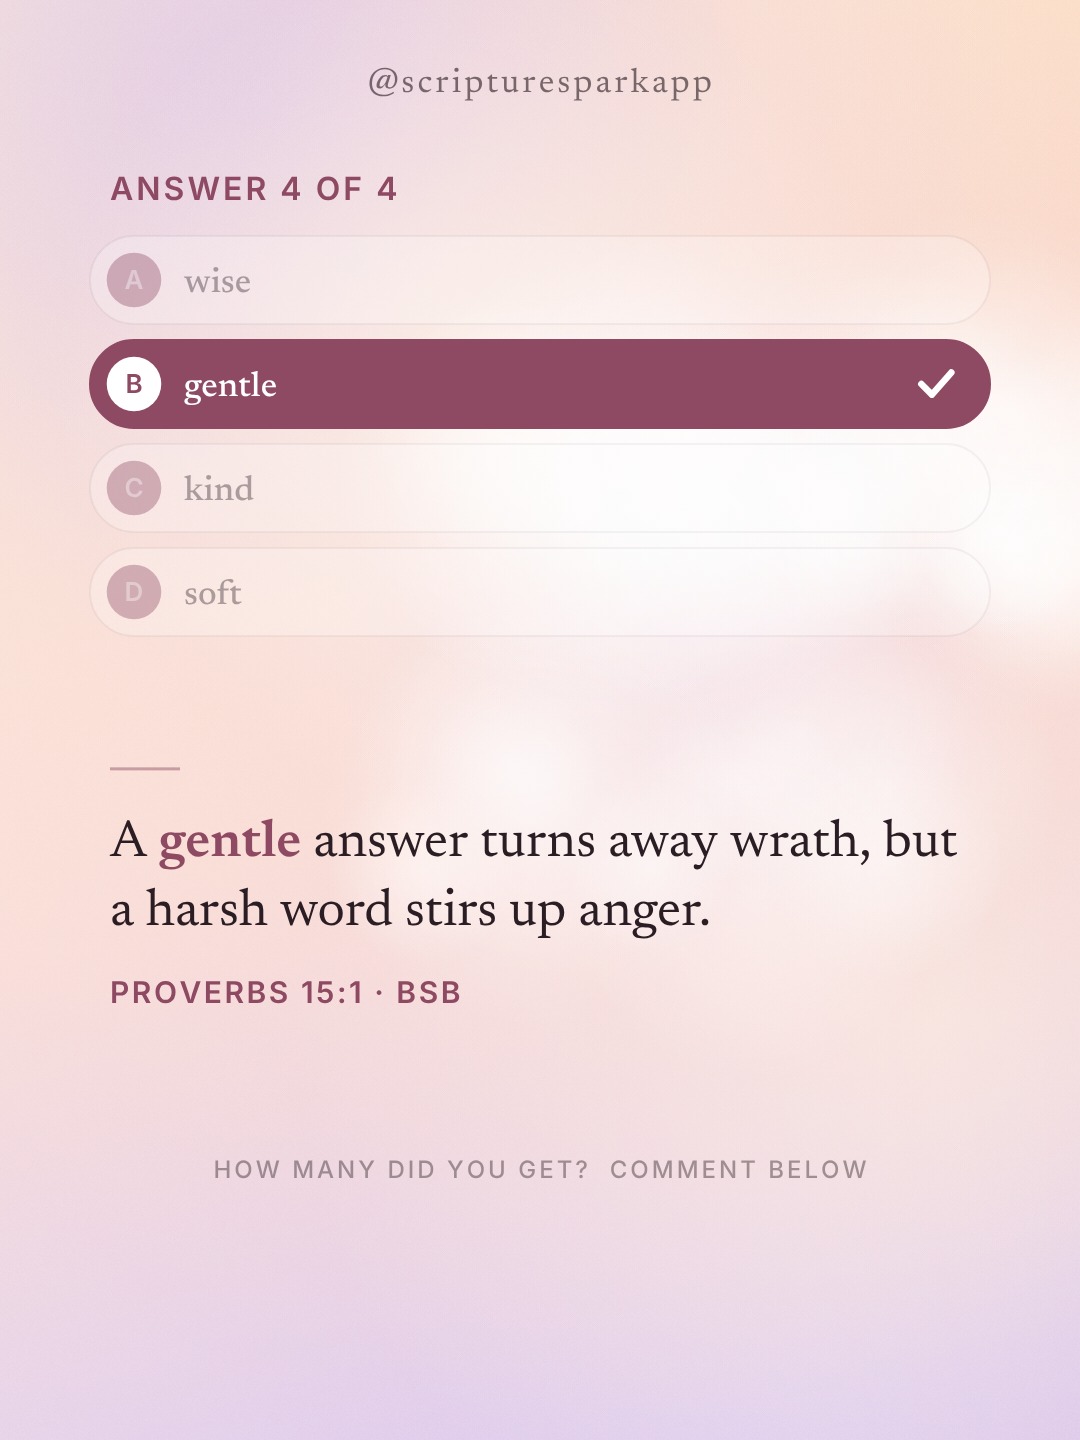 @scripturesparkapp
ANSWER 4 OF 4
A wise
B gentle
C kind
D soft
A gentle answer turns away wrath, but
a harsh word stirs up anger.
PROVERBS 15:1 · BSB
HOW MANY DID YOU GET? COMMENT BELOW